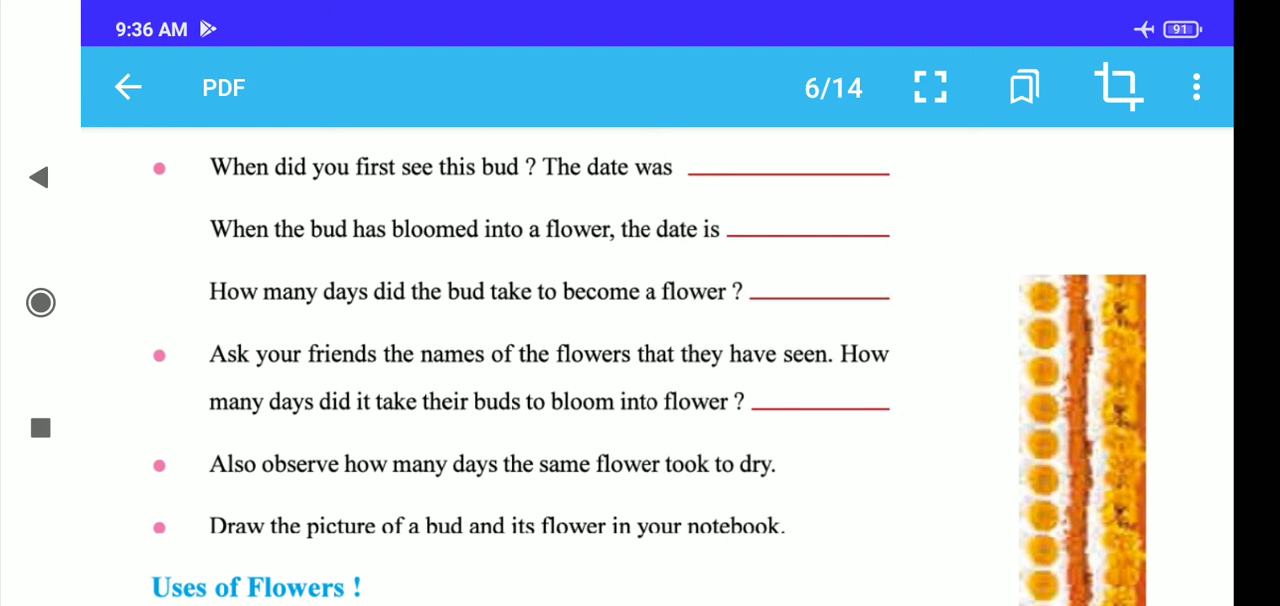 9:36 AM
91
PDF
6/14
When did you first see this bud ? The date was
When the bud has bloomed into a flower, the date is
How many days did the bud take to become a flower ?
Ask your friends the names of the flowers that they have seen. How
many days did it take their buds to bloom into flower ?
Also observe how many days the same flower took to dry.
Draw the picture of a bud and its flower in your notebook.
Uses of Flowers !